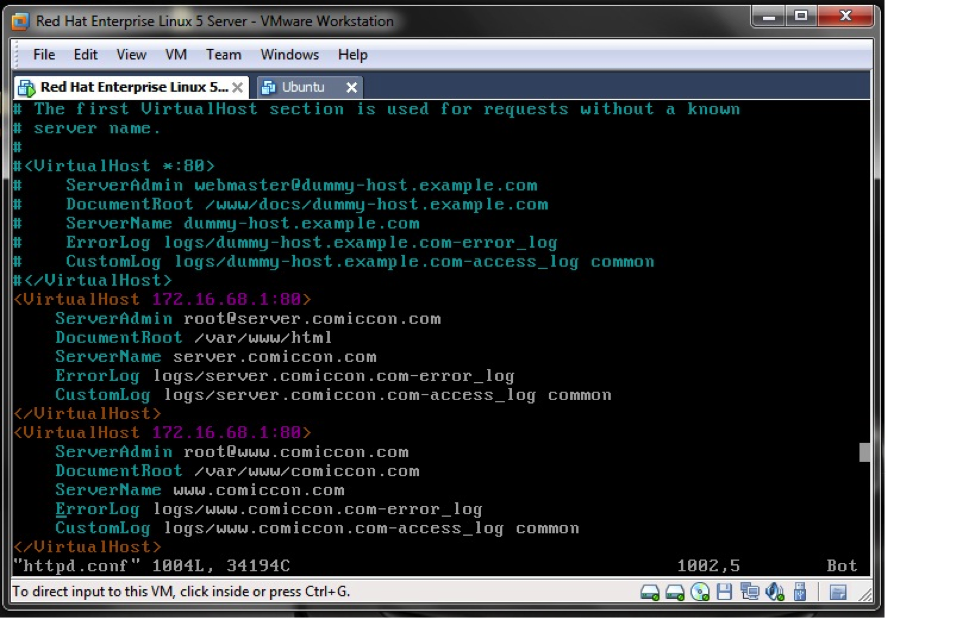 Red Hat Enterprise Linux 5 Server - VMware Workstation
File Edit View VM Team Windows Help
Red Hat Enterprise Linux 5... Ubuntu
# The first VirtualHost section is used for requests without a known
# server name.
#
#<VirtualHost *:80>
#    ServerAdmin webmaster@dummy-host.example.com
#    DocumentRoot /www/docs/dummy-host.example.com
#    ServerName dummy-host.example.com
#    ErrorLog logs/dummy-host.example.com-error_log
#    CustomLog logs/dummy-host.example.com-access_log common
#</VirtualHost>
<VirtualHost 172.16.68.1:80>
    ServerAdmin root@server.comiccon.com
    DocumentRoot /var/www/html
    ServerName server.comiccon.com
    ErrorLog logs/server.comiccon.com-error_log
    CustomLog logs/server.comiccon.com-access_log common
</VirtualHost>
<VirtualHost 172.16.68.1:80>
    ServerAdmin root@www.comiccon.com
    DocumentRoot /var/www/comiccon.com
    ServerName www.comiccon.com
    ErrorLog logs/www.comiccon.com-error_log
    CustomLog logs/www.comiccon.com-access_log common
</VirtualHost>
"httpd.conf" 1004L, 34194C 1002,5 Bot
To direct input to this VM, click inside or press Ctrl+G.